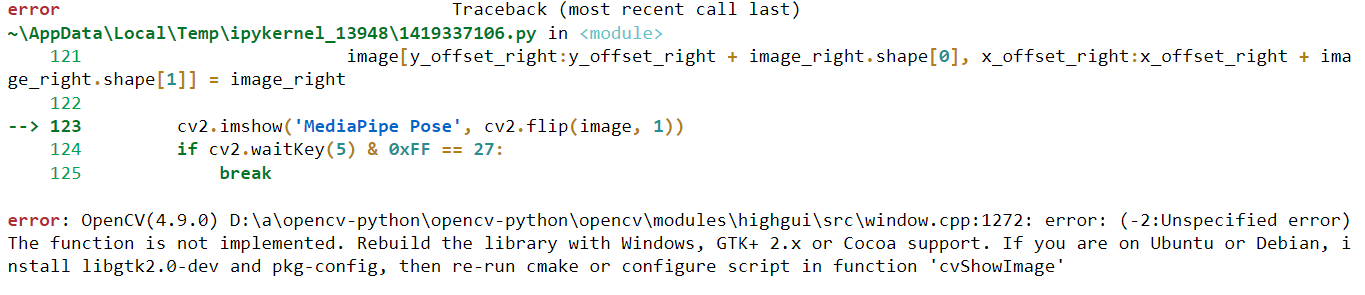 error                                     Traceback (most recent call last)
~\AppData\Local\Temp\ipykernel_13948\1419337106.py in <module>
    121                         image[y_offset_right:y_offset_right + image_right.shape[0], x_offset_right:x_offset_right + ima
ge_right.shape[1]] = image_right
    122
--> 123         cv2.imshow('MediaPipe Pose', cv2.flip(image, 1))
    124         if cv2.waitKey(5) & 0xFF == 27:
    125             break
error: OpenCV(4.9.0) D:\a\opencv-python\opencv-python\opencv\modules\highgui\src\window.cpp:1272: error: (-2:Unspecified error)
The function is not implemented. Rebuild the library with Windows, GTK+ 2.x or Cocoa support. If you are on Ubuntu or Debian, i
nstall libgtk2.0-dev and pkg-config, then re-run cmake or configure script in function 'cvShowImage'